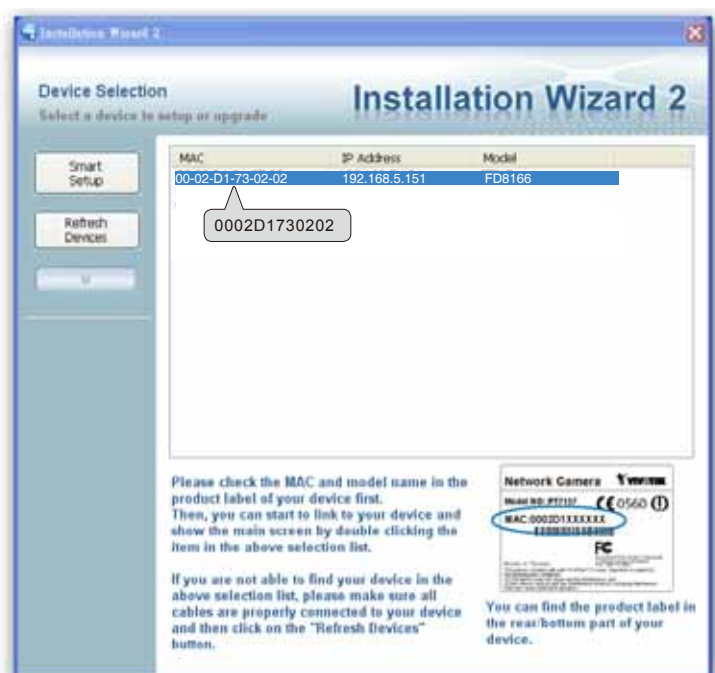 Installation Wizard 2
Device Selection
Select a device to setup or upgrade
Installation Wizard 2
Smart
Setup
Refresh
Devices
MAC IP Address Model
00-02-D1-73-02-02 192.168.5.151 FD8166
0002D1730202
Please check the MAC and model name in the
product label of your device first.
Then, you can start to link to your device and
show the main screen by double clicking the
item in the above selection list.
If you are not able to find your device in the
above selection list, please make sure all
cables are properly connected to your device
and then click on the "Refresh Devices"
button.
Network Camera
Model NO: PT7137
CE 0560
MAC:0002D1XXXXXX
FC
You can find the product label in
the rear/bottom part of your
device.